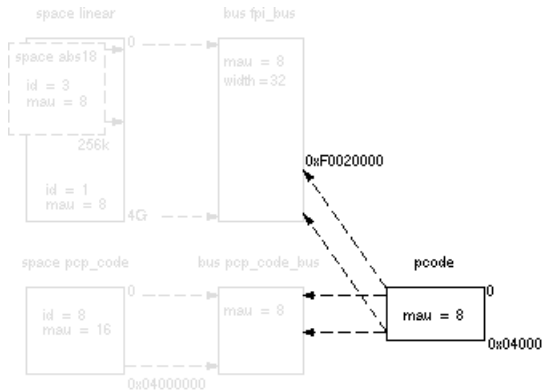 space linear
bus fpi_bus
0
space abs18
id = 3
mau = 8
mau = 8
width = 32
256k
0xF0020000
id = 1
mau = 8
4G
space pcp_code
bus pcp_code_bus
pcode
0
0
id = 8
mau = 16
mau = 8
mau = 8
0x04000
0x04000000